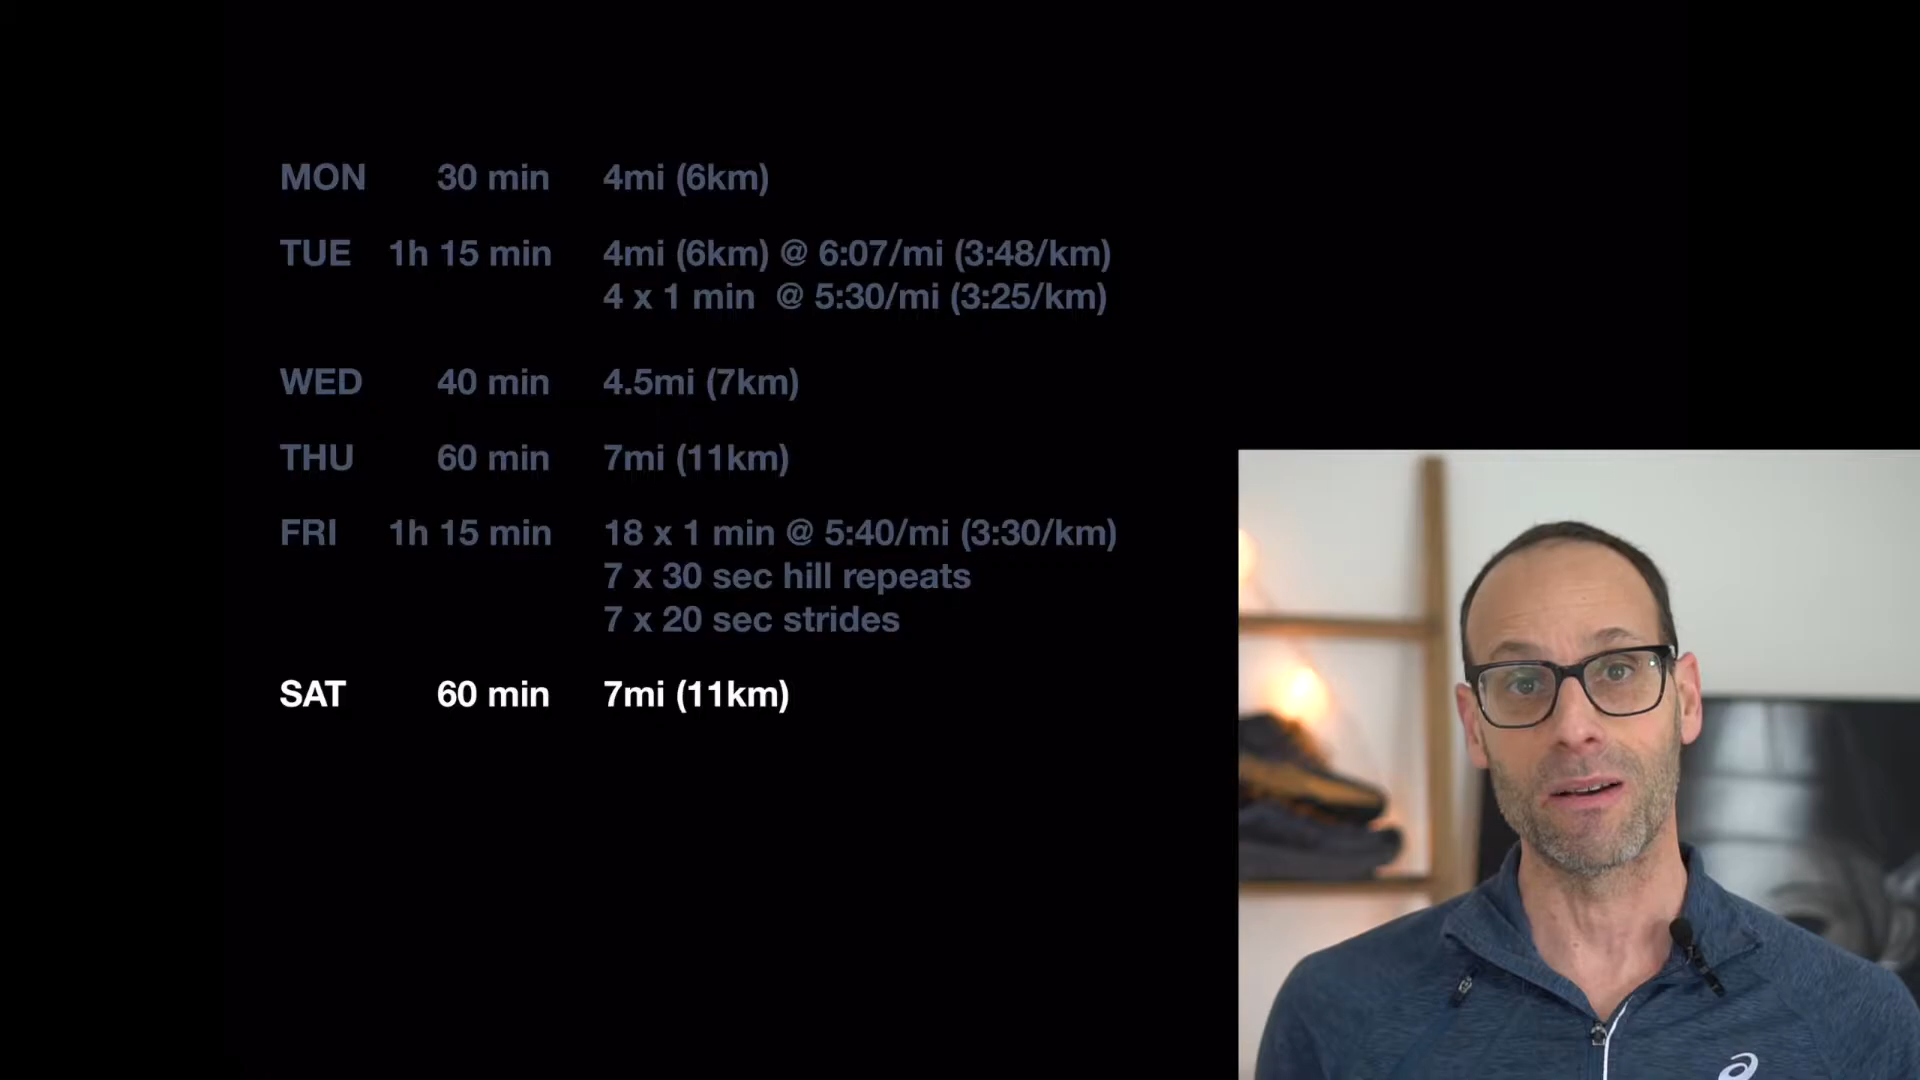 MON 30 min 4mi (6km)
TUE 1h 15 min 4mi (6km) @ 6:07/mi (3:48/km)
4 x 1 min @ 5:30/mi (3:25/km)
WED 40 min 4.5mi (7km)
THU 60 min 7mi (11km)
FRI 1h 15 min 18 x 1 min @ 5:40/mi (3:30/km)
7 x 30 sec hill repeats
7 x 20 sec strides
SAT 60 min 7mi (11km)